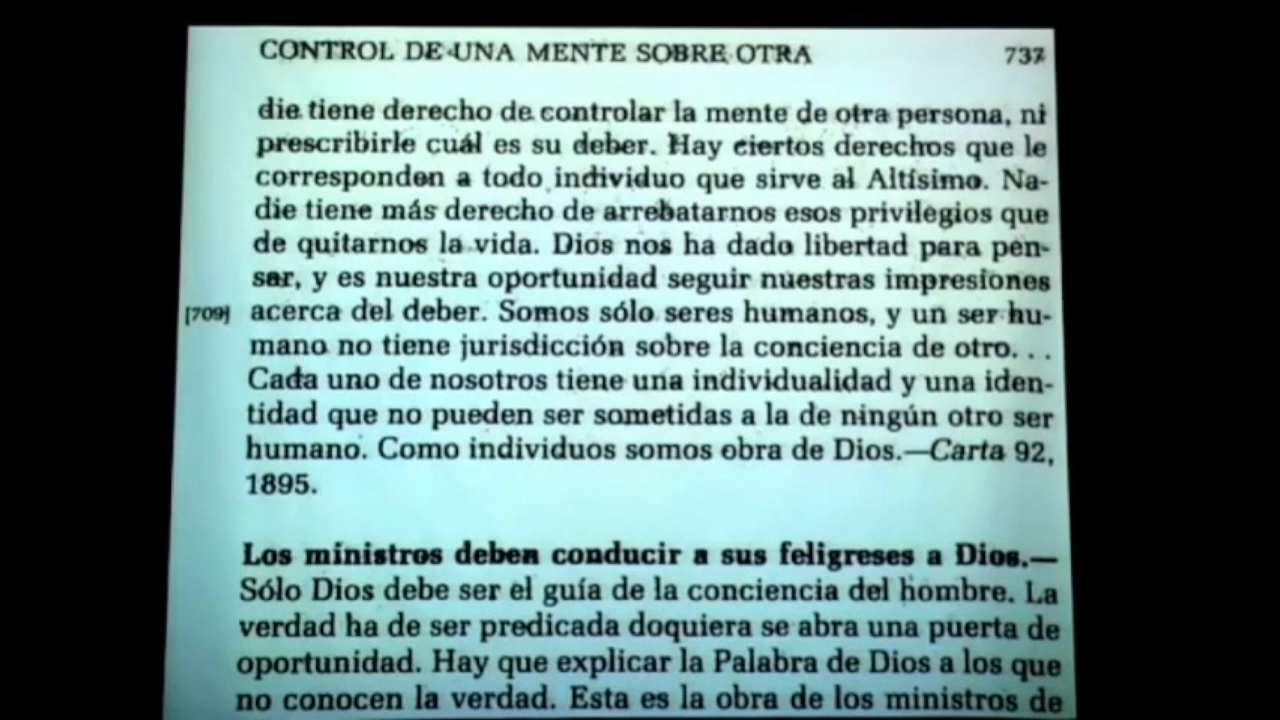 CONTROL DE UNA MENTE SOBRE OTRA 737
die tiene derecho de controlar la mente de otra persona, ni
prescribirle cuál es su deber. Hay ciertos derechos que le
corresponden a todo individuo que sirve al Altísimo. Na-
die tiene más derecho de arrebatarnos esos privilegios que
de quitarnos la vida. Dios nos ha dado libertad para pen-
sar, y es nuestra oportunidad seguir nuestras impresiones
[709] acerca del deber. Somos sólo seres humanos, y un ser hu-
mano no tiene jurisdicción sobre la conciencia de otro. . .
Cada uno de nosotros tiene una individualidad y una iden-
tidad que no pueden ser sometidas a la de ningún otro ser
humano. Como individuos somos obra de Dios.—Carta 92,
1895.
Los ministros deben conducir a sus feligreses a Dios.—
Sólo Dios debe ser el guía de la conciencia del hombre. La
verdad ha de ser predicada doquiera se abra una puerta de
oportunidad. Hay que explicar la Palabra de Dios a los que
no conocen la verdad. Esta es la obra de los ministros de